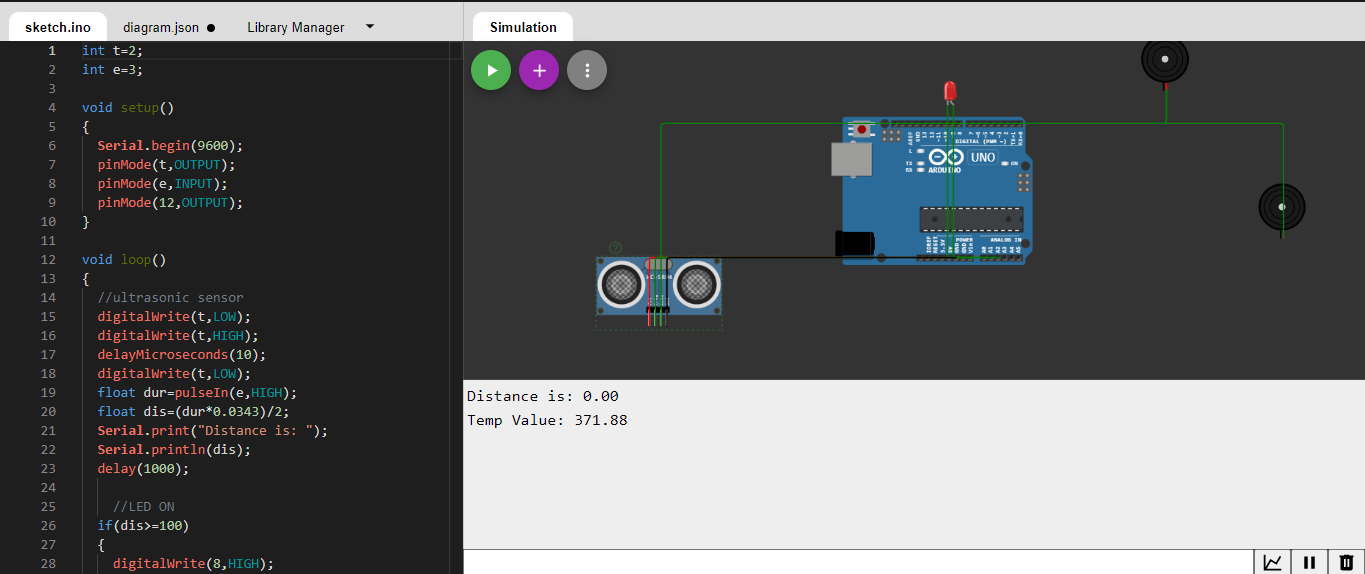 sketch.ino diagram.json Library Manager Simulation
1 int t=2;
2 int e=3;
3
4 void setup()
5 {
6 Serial.begin(9600);
7 pinMode(t,OUTPUT);
8 pinMode(e,INPUT);
9 pinMode(12,OUTPUT);
10 }
11
12 void loop()
13 {
14 //ultrasonic sensor
15 digitalWrite(t,LOW);
16 digitalWrite(t,HIGH);
17 delayMicroseconds(10);
18 digitalWrite(t,LOW);
19 float dur=pulseIn(e,HIGH);
20 float dis=(dur*0.0343)/2;
21 Serial.print("Distance is: ");
22 Serial.println(dis);
23 delay(1000);
24
25 //LED ON
26 if(dis>=100)
27 {
28 digitalWrite(8,HIGH);
DIGITAL (PWM ~)
L
TX
RX
UNO
ARDUINO
ON
POWER
ANALOG IN
Distance is: 0.00
Temp Value: 371.88